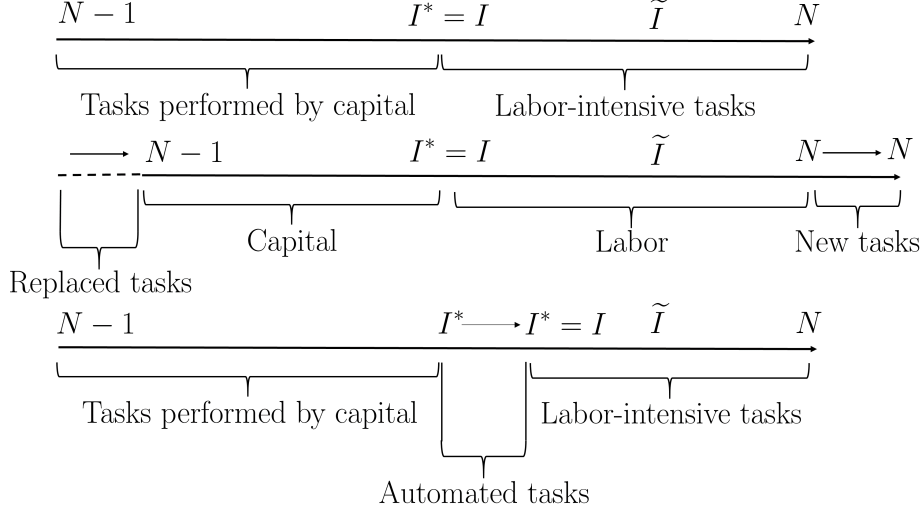 N − 1 I* = I Ĩ N
Tasks performed by capital Labor-intensive tasks
N − 1 I* = I Ĩ N N
Capital Labor New tasks
Replaced tasks
N − 1 I* I* = I Ĩ N
Tasks performed by capital Labor-intensive tasks
Automated tasks